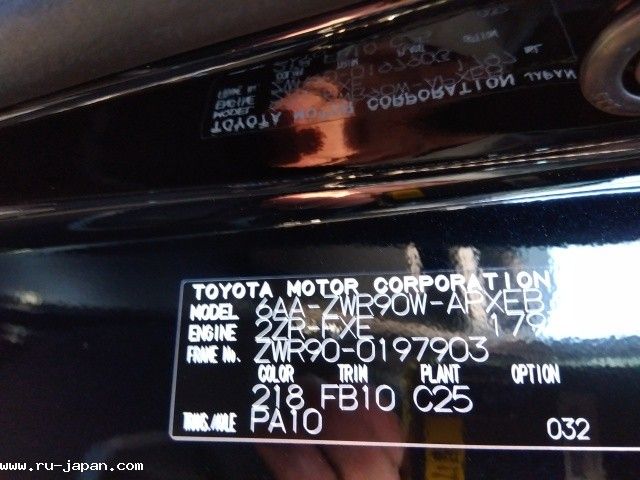 TOYOTA MOTOR CORPORATION
MODEL 6AA-ZWR90W-APXEB
ENGINE 2ZR-FXE 179
FRAME No. ZWR90-0197903
COLOR TRIM PLANT OPTION
218 FB10 C25
TRANS./AXLE PA10 032
www.ru-japan.com